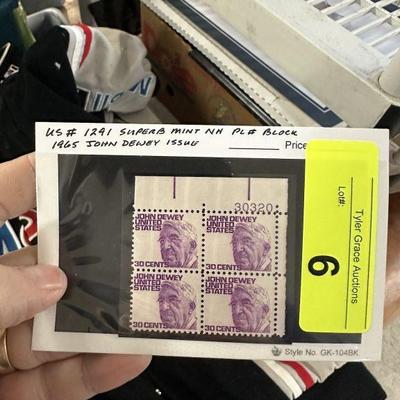 US# 1291 SUPERB MINT NH PL# BLOCK
1965 JOHN DEWEY ISSUE
Price
30320
JOHN DEWEY
UNITED
STATES
30 CENTS
JOHN DEWEY
UNITED
STATES
30 CENTS
JOHN DEWEY
UNITED
STATES
30 CENTS
JOHN DEWEY
UNITED
STATES
30 CENTS
Tyler Grace Auctions
Lot#:
6
Style No. GK-104BK